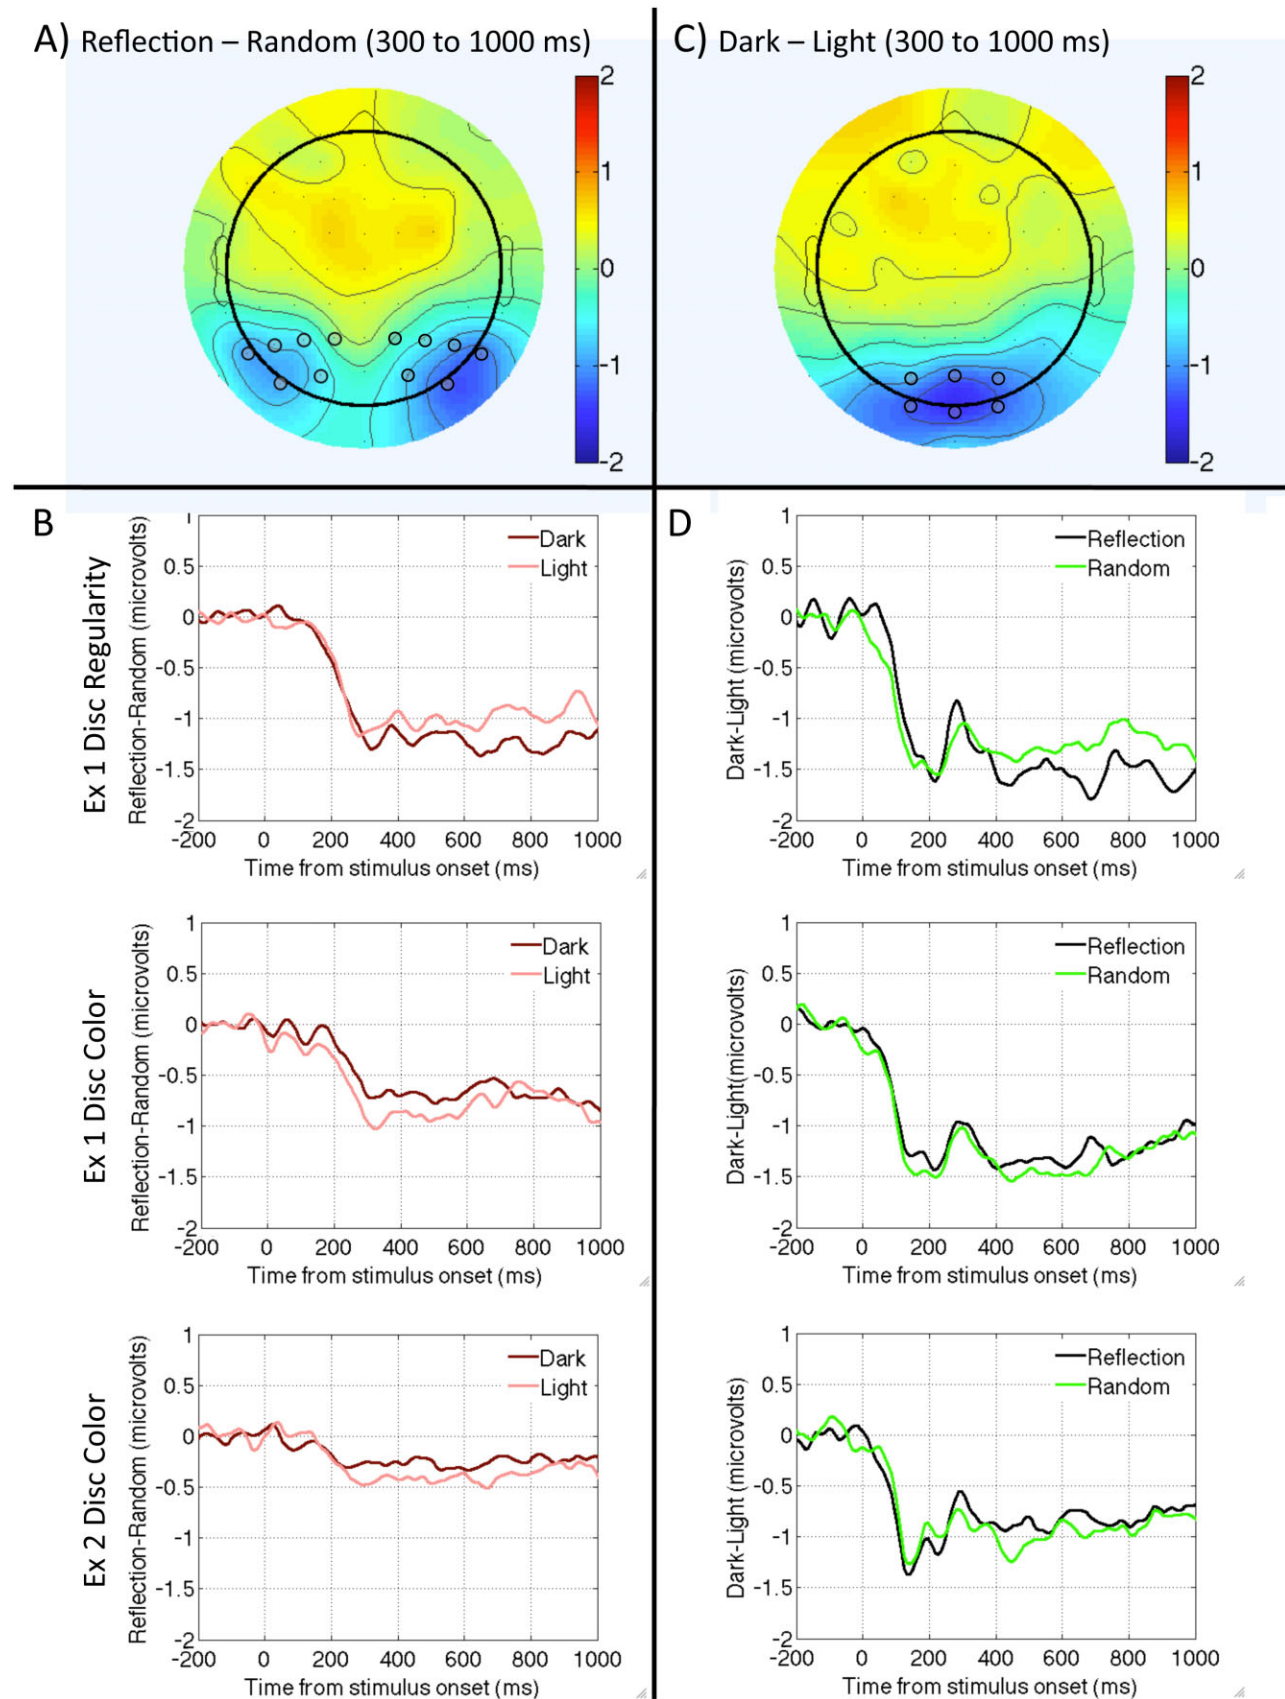 A) Reflection – Random (300 to 1000 ms)
2
1
0
-1
-2
C) Dark – Light (300 to 1000 ms)
2
1
0
-1
-2
B
Ex 1 Disc Regularity
Reflection-Random (microvolts)
1
0.5
0
-0.5
-1
-1.5
-2
Dark
Light
-200 0 200 400 600 800 1000
Time from stimulus onset (ms)
D
Dark-Light (microvolts)
1
0.5
0
-0.5
-1
-1.5
-2
Reflection
Random
-200 0 200 400 600 800 1000
Time from stimulus onset (ms)
Ex 1 Disc Color
Reflection-Random (microvolts)
1
0.5
0
-0.5
-1
-1.5
-2
Dark
Light
-200 0 200 400 600 800 1000
Time from stimulus onset (ms)
Dark-Light(microvolts)
1
0.5
0
-0.5
-1
-1.5
-2
Reflection
Random
-200 0 200 400 600 800 1000
Time from stimulus onset (ms)
Ex 2 Disc Color
Reflection-Random (microvolts)
1
0.5
0
-0.5
-1
-1.5
-2
Dark
Light
-200 0 200 400 600 800 1000
Time from stimulus onset (ms)
Dark-Light (microvolts)
1
0.5
0
-0.5
-1
-1.5
-2
Reflection
Random
-200 0 200 400 600 800 1000
Time from stimulus onset (ms)